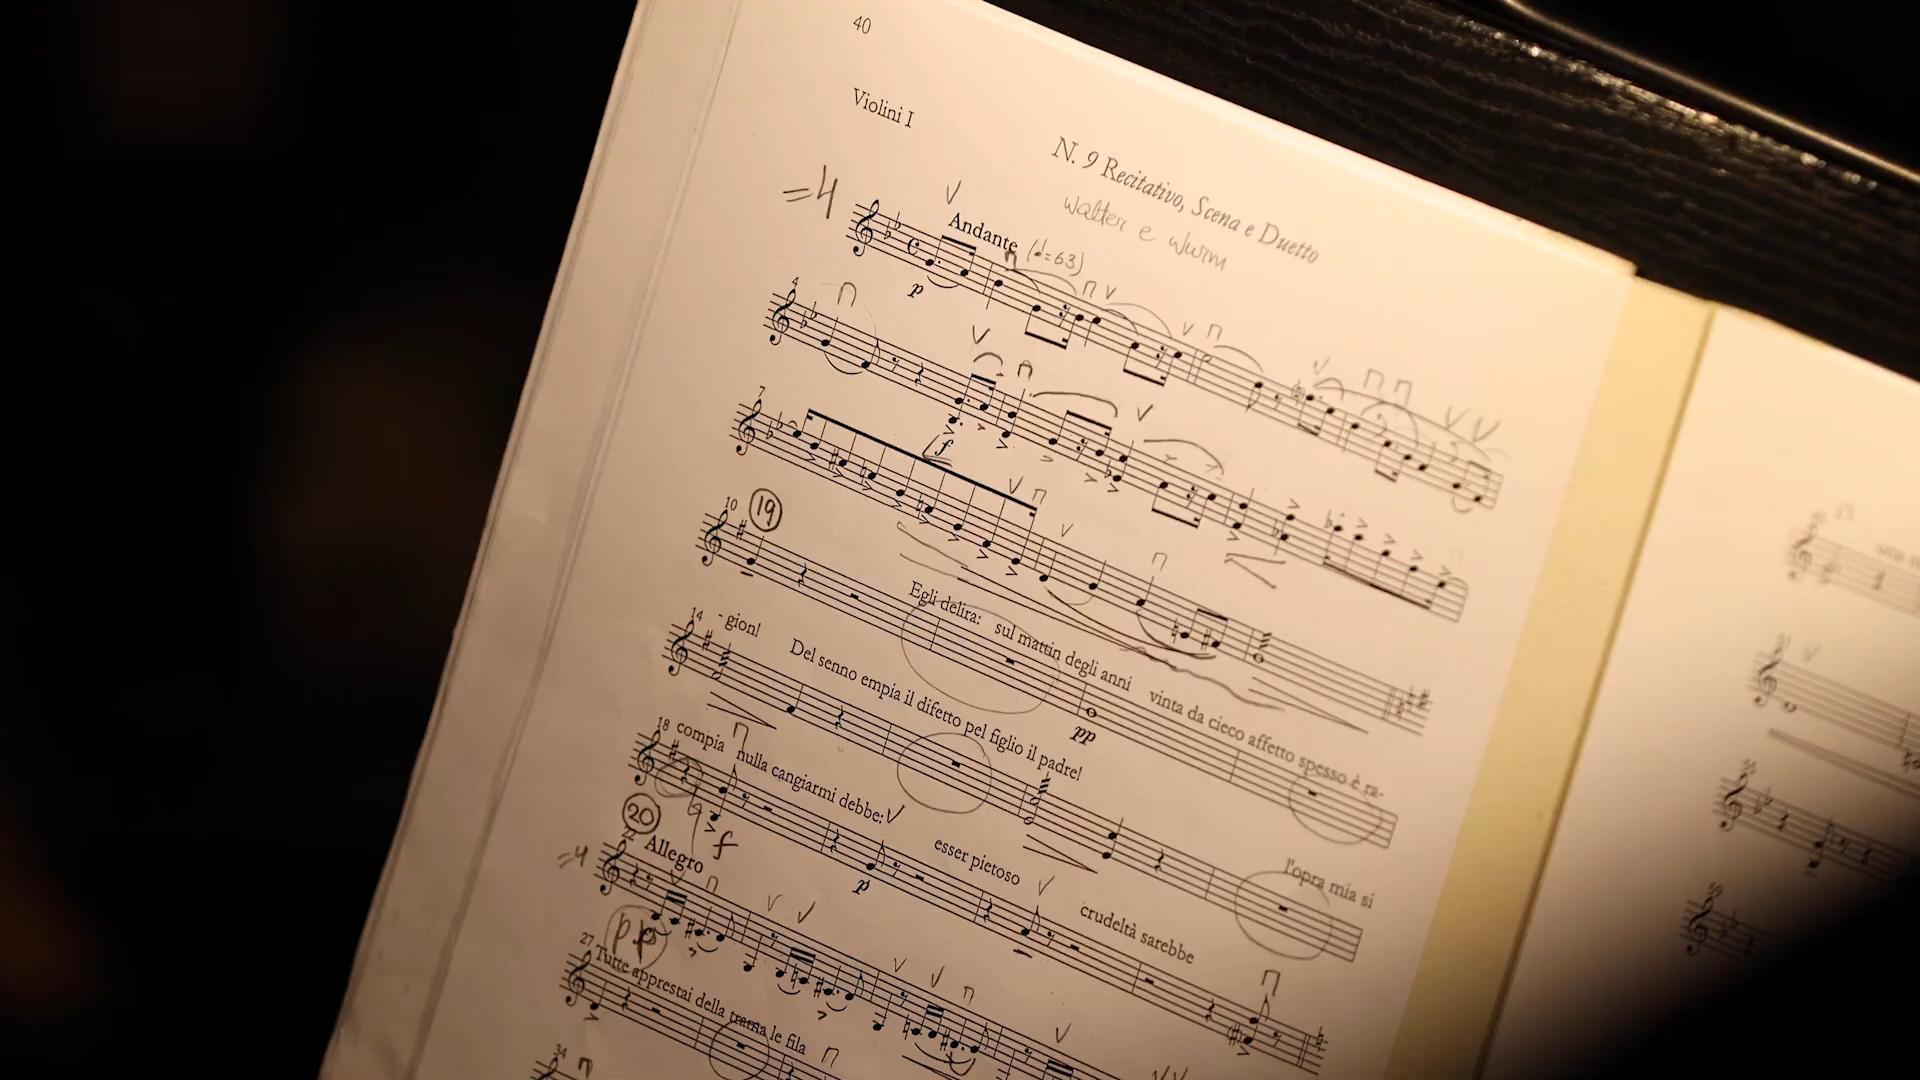 40
Violini I
N. 9 Recitativo, Scena e Duetto
Walter e Wurm
=4
Andante (♩=63)
p
4
f
7
10
19
Egli delira: sul mattin degli anni vinta da cieco affetto spesso è ra-
pp
14
-gion! Del senno empia il difetto pel figlio il padre! l'opra mia si
18
compia nulla cangiarmi debbe: esser pietoso crudeltà sarebbe
f
p
20
22
Allegro
=4
pp
27
Tutte apprestai della trama le fila
34